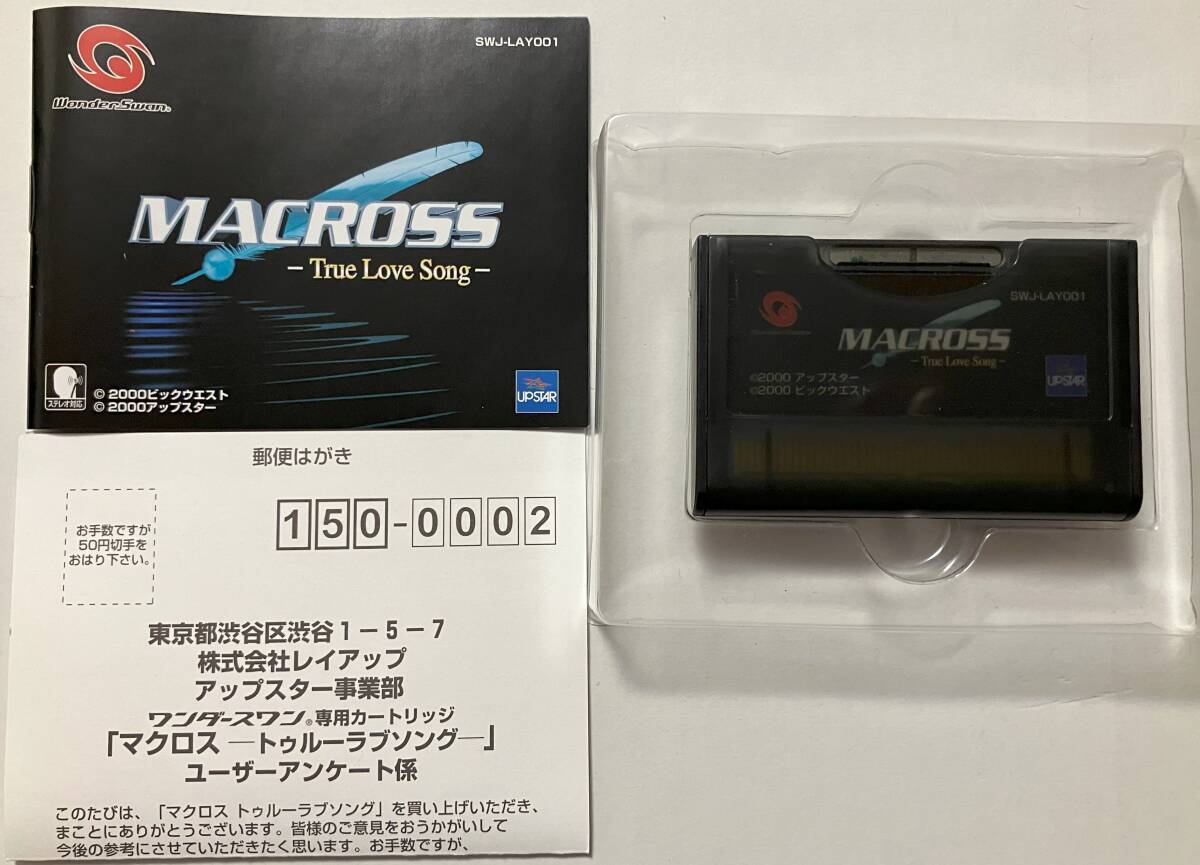 WonderSwan®
SWJ-LAY001
MACROSS
– True Love Song –
ステレオ対応
© 2000ビックウエスト
© 2000アップスター
UPSTAR
郵便はがき
お手数ですが
50円切手を
おはり下さい。
150-0002
東京都渋谷区渋谷1-5-7
株式会社レイアップ
アップスター事業部
ワンダースワン®専用カートリッジ
「マクロス ―トゥルーラブソング―」
ユーザーアンケート係
このたびは、「マクロス トゥルーラブソング」を買い上げいただき、
まことにありがとうございます。皆様のご意見をおうかがいして
今後の参考にさせていただきたく思います。お手数ですが、
SWJ-LAY001
MACROSS
– True Love Song –
©2000 アップスター
©2000 ビックウエスト
UPSTAR